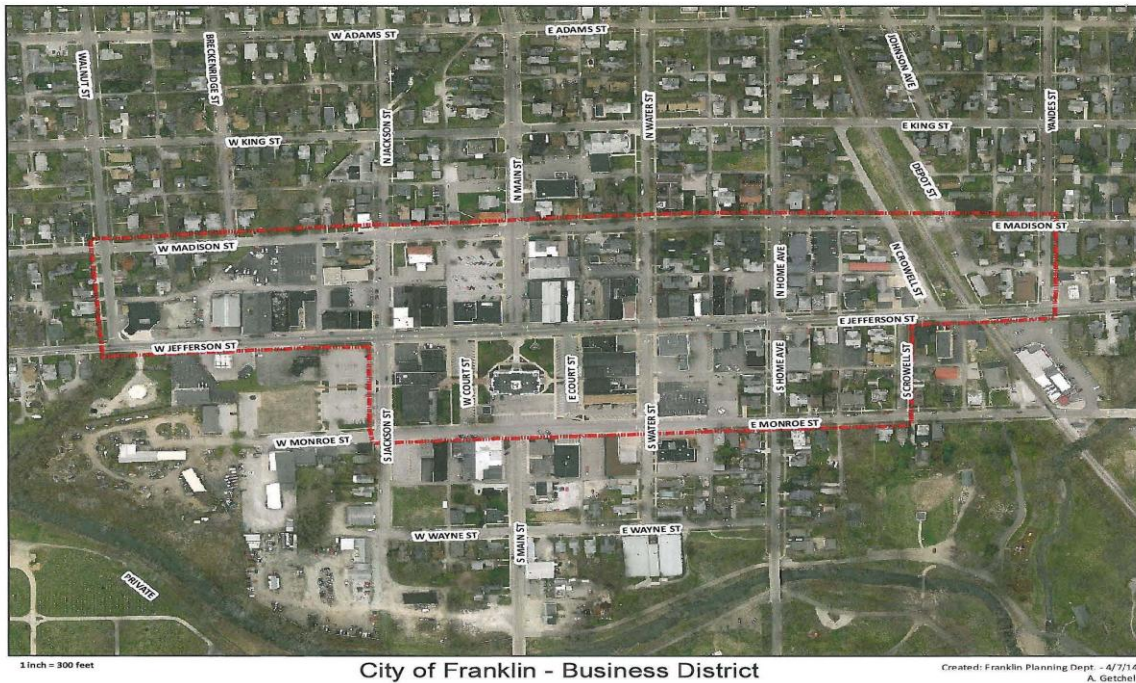 W ADAMS ST
E ADAMS ST
WALNUT ST
BRECKENRIDGE ST
N JACKSON ST
N MAIN ST
N WATER ST
JOHNSON AVE
YANDES ST
W KING ST
E KING ST
DEPOT ST
W MADISON ST
E MADISON ST
N HOME AVE
N CROWELL ST
W JEFFERSON ST
E JEFFERSON ST
W COURT ST
E COURT ST
S HOME AVE
S CROWELL ST
S JACKSON ST
S WATER ST
W MONROE ST
E MONROE ST
S MAIN ST
W WAYNE ST
E WAYNE ST
PRIVATE
1 inch = 300 feet
City of Franklin - Business District
Created: Franklin Planning Dept. - 4/7/14
A. Getchel